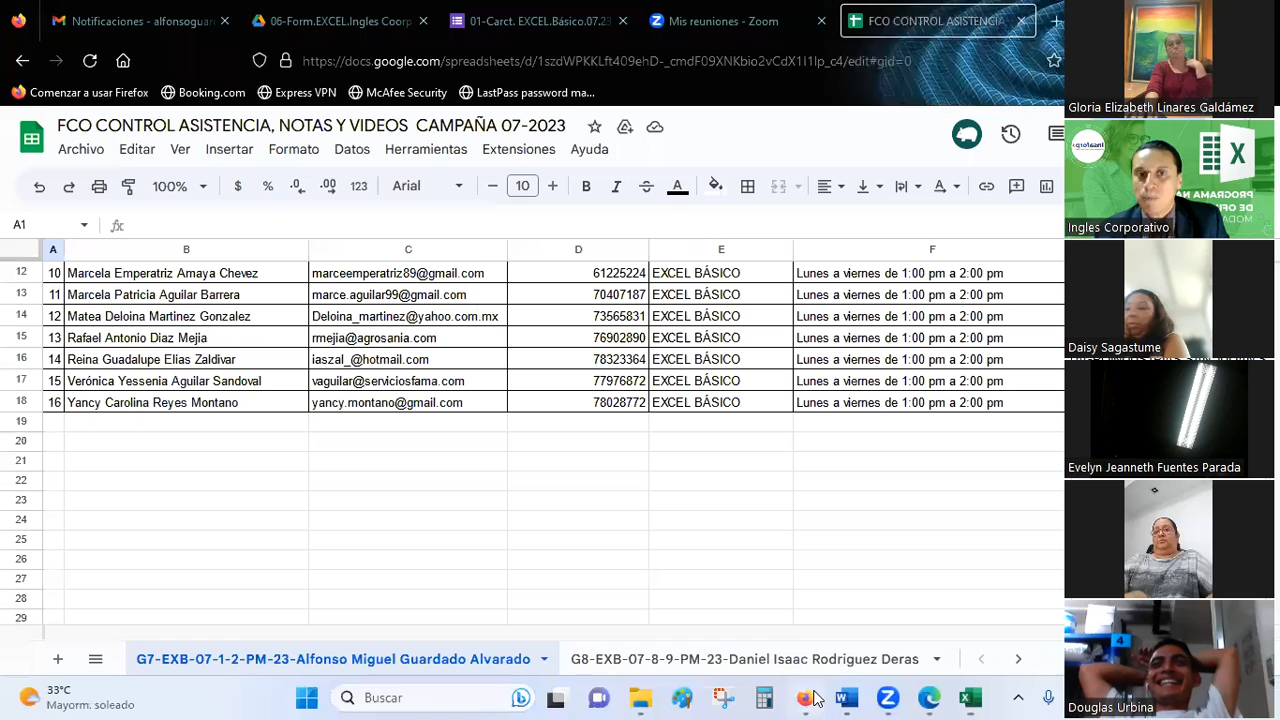 Notificaciones - alfonsoguar
06-Form.EXCEL.Ingles Coorp
01-Carct. EXCEL.Básico.07.23
Mis reuniones - Zoom
FCO CONTROL ASISTENCIA
https://docs.google.com/spreadsheets/d/1szdWPKKLft409ehD-_cmdF09XNKbio2vCdX1I1Ip_c4/edit#gid=0
Comenzar a usar Firefox
Booking.com
Express VPN
McAfee Security
LastPass password ma...
FCO CONTROL ASISTENCIA, NOTAS Y VIDEOS CAMPAÑA 07-2023
Archivo Editar Ver Insertar Formato Datos Herramientas Extensiones Ayuda
100% $ % .0 .00 123 Arial 10 B I A
A1 fx
A B C D E F
12 10 Marcela Emperatriz Amaya Chevez marceemperatriz89@gmail.com 61225224 EXCEL BÁSICO Lunes a viernes de 1:00 pm a 2:00 pm
13 11 Marcela Patricia Aguilar Barrera marce.aguilar99@gmail.com 70407187 EXCEL BÁSICO Lunes a viernes de 1:00 pm a 2:00 pm
14 12 Matea Deloina Martinez Gonzalez Deloina_martinez@yahoo.com.mx 73565831 EXCEL BÁSICO Lunes a viernes de 1:00 pm a 2:00 pm
15 13 Rafael Antonio Diaz Mejia rmejia@agrosania.com 76902890 EXCEL BÁSICO Lunes a viernes de 1:00 pm a 2:00 pm
16 14 Reina Guadalupe Elias Zaldivar iaszal_@hotmail.com 78323364 EXCEL BÁSICO Lunes a viernes de 1:00 pm a 2:00 pm
17 15 Verónica Yessenia Aguilar Sandoval vaguilar@serviciosfama.com 77976872 EXCEL BÁSICO Lunes a viernes de 1:00 pm a 2:00 pm
18 16 Yancy Carolina Reyes Montano yancy.montano@gmail.com 78028772 EXCEL BÁSICO Lunes a viernes de 1:00 pm a 2:00 pm
19
20
21
22
23
24
25
26
27
28
29
G7-EXB-07-1-2-PM-23-Alfonso Miguel Guardado Alvarado
G8-EXB-07-8-9-PM-23-Daniel Isaac Rodriguez Deras
33°C
Mayorm. soleado
Buscar
Gloria Elizabeth Linares Galdámez
Insaforp
X
PROGRAMA NA
DE OFI
MODA
Ingles Corporativo
Daisy Sagastume
Evelyn Jeanneth Fuentes Parada
4
Douglas Urbina